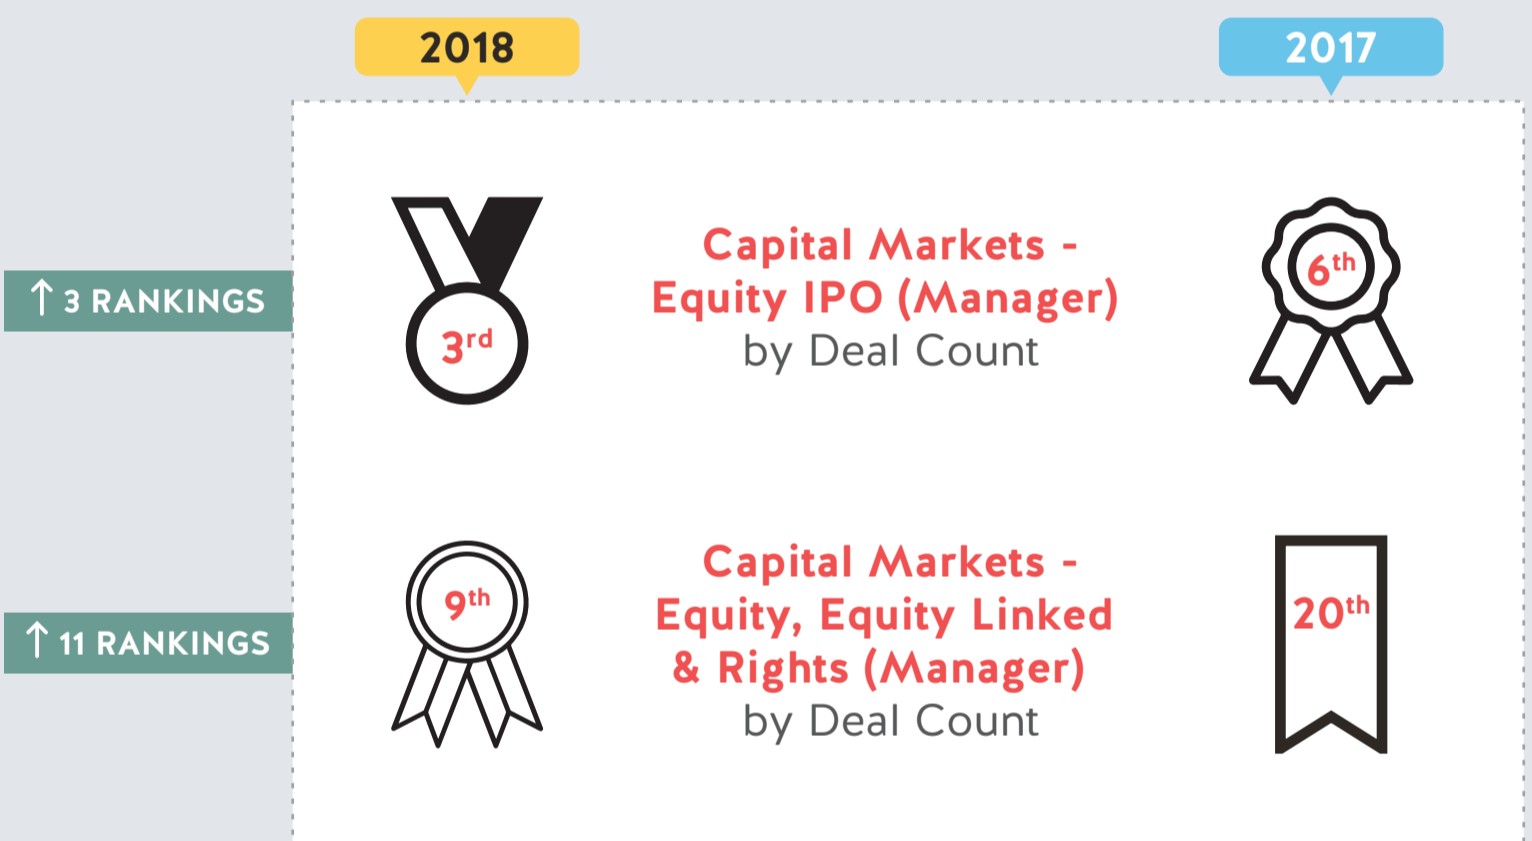 2018
2017
↑ 3 RANKINGS
3rd
Capital Markets -
Equity IPO (Manager)
by Deal Count
6th
↑ 11 RANKINGS
9th
Capital Markets -
Equity, Equity Linked
& Rights (Manager)
by Deal Count
20th